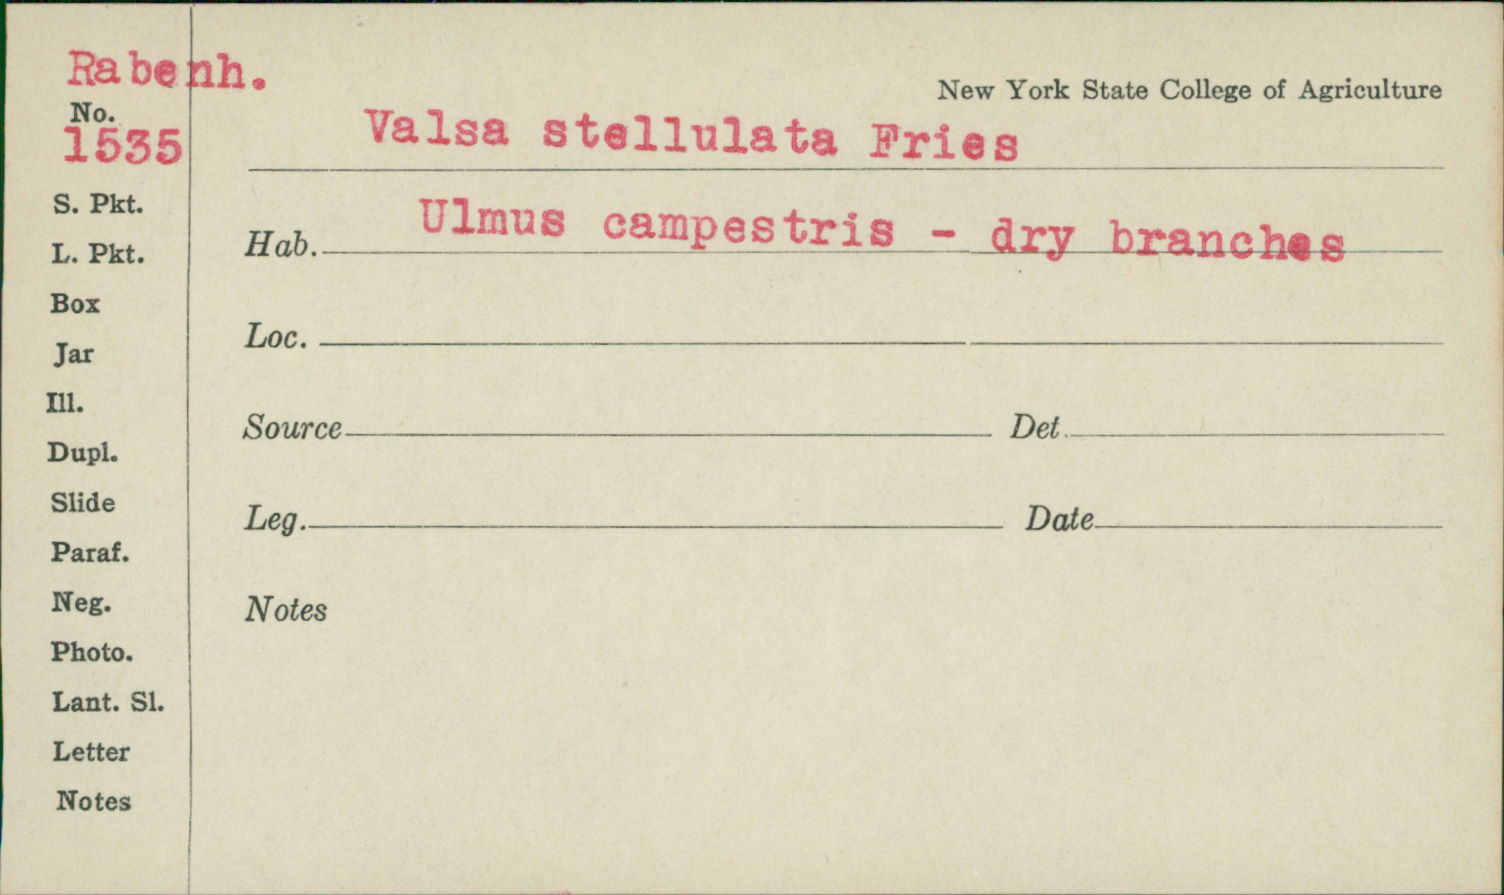 Rabenh.
New York State College of Agriculture
No.
1535
Valsa stellulata Fries
S. Pkt.
Hab. Ulmus campestris - dry branches
L. Pkt.
Box
Loc.
Jar
Ill.
Source Det.
Dupl.
Slide
Leg. Date
Paraf.
Neg.
Notes
Photo.
Lant. Sl.
Letter
Notes